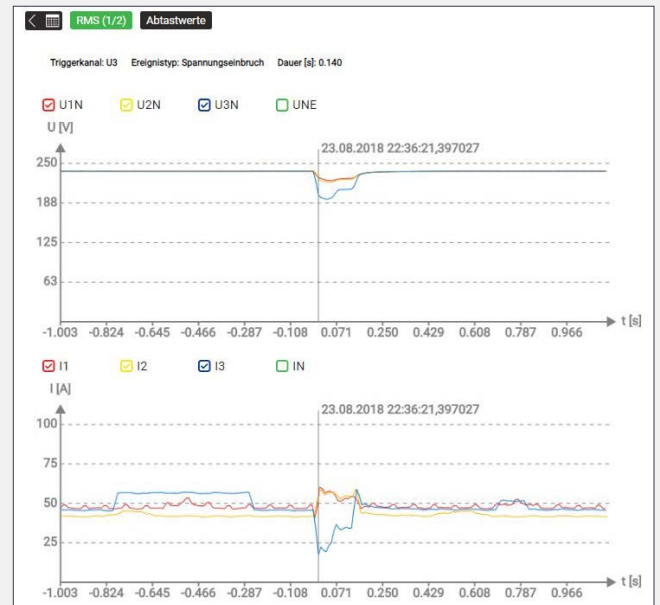 RMS (1/2) Abtastwerte
Triggerkanal: U3 Ereignistyp: Spannungseinbruch Dauer [s]: 0.140
U1N U2N U3N UNE
U [V]
23.08.2018 22:36:21,397027
250
188
125
63
-1.003 -0.824 -0.645 -0.466 -0.287 -0.108 0.071 0.250 0.429 0.608 0.787 0.966 t [s]
I1 I2 I3 IN
I [A]
23.08.2018 22:36:21,397027
100
75
50
25
-1.003 -0.824 -0.645 -0.466 -0.287 -0.108 0.071 0.250 0.429 0.608 0.787 0.966 t [s]